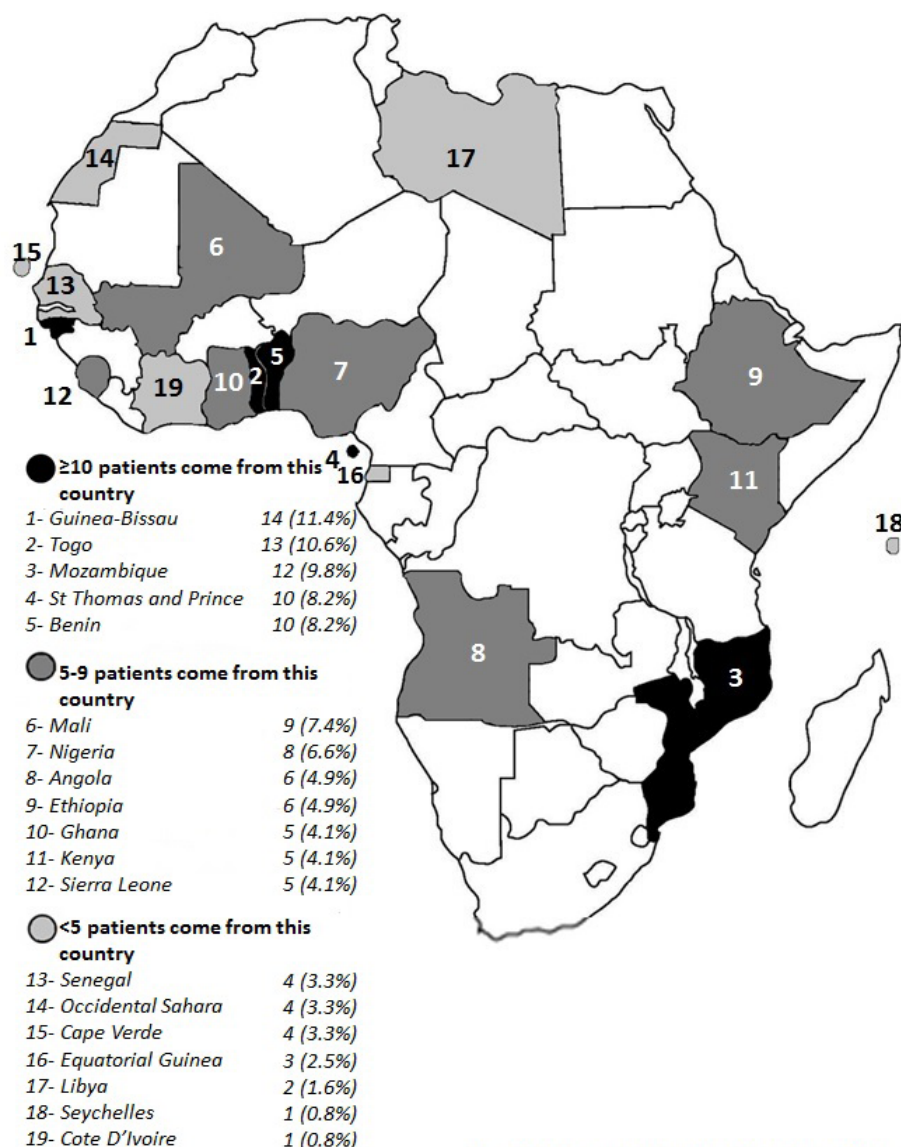 14
17
6
15
13
1
5
2
7
10
19
12
9
11
4
16
18
8
3
≥10 patients come from this
country
1- Guinea-Bissau 14 (11.4%)
2- Togo 13 (10.6%)
3- Mozambique 12 (9.8%)
4- St Thomas and Prince 10 (8.2%)
5- Benin 10 (8.2%)
5-9 patients come from this
country
6- Mali 9 (7.4%)
7- Nigeria 8 (6.6%)
8- Angola 6 (4.9%)
9- Ethiopia 6 (4.9%)
10- Ghana 5 (4.1%)
11- Kenya 5 (4.1%)
12- Sierra Leone 5 (4.1%)
<5 patients come from this
country
13- Senegal 4 (3.3%)
14- Occidental Sahara 4 (3.3%)
15- Cape Verde 4 (3.3%)
16- Equatorial Guinea 3 (2.5%)
17- Libya 2 (1.6%)
18- Seychelles 1 (0.8%)
19- Cote D'Ivoire 1 (0.8%)